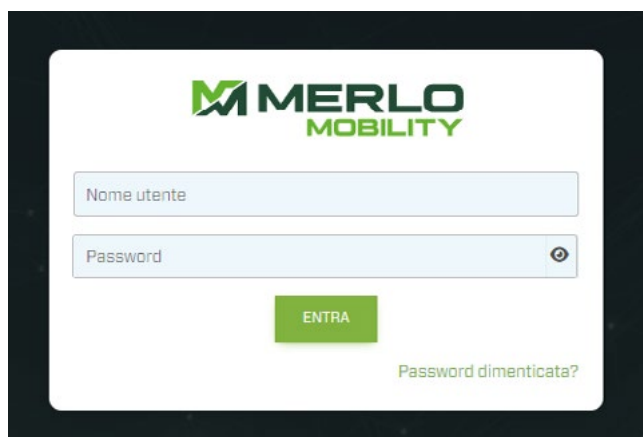 MERLO
MOBILITY
Nome utente
Password
ENTRA
Password dimenticata?